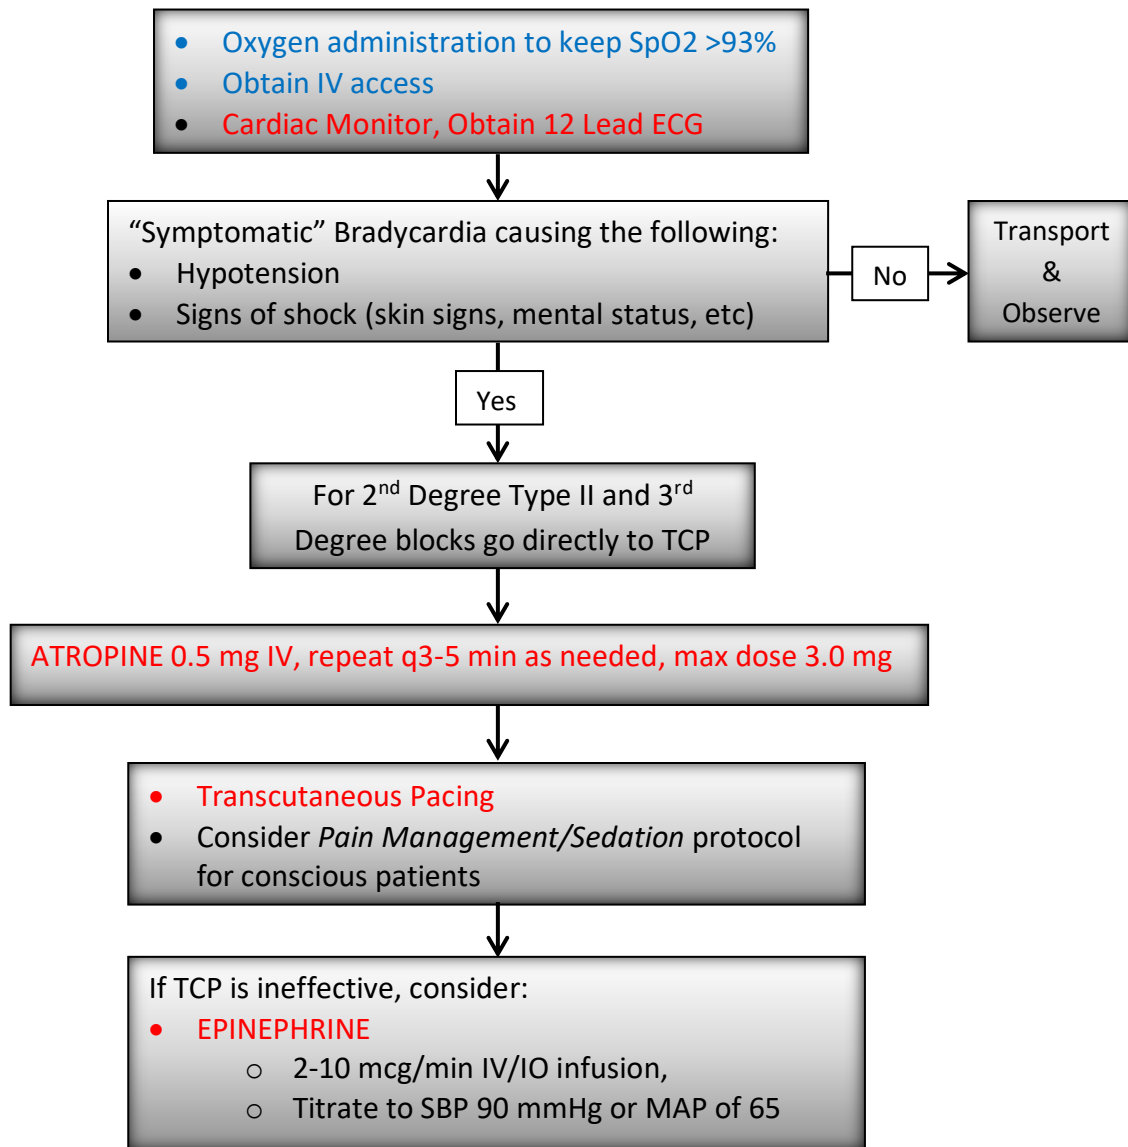 • Oxygen administration to keep SpO2 >93%
• Obtain IV access
• Cardiac Monitor, Obtain 12 Lead ECG
“Symptomatic” Bradycardia causing the following:
• Hypotension
• Signs of shock (skin signs, mental status, etc)
No
Transport
&
Observe
Yes
For 2nd Degree Type II and 3rd
Degree blocks go directly to TCP
ATROPINE 0.5 mg IV, repeat q3-5 min as needed, max dose 3.0 mg
• Transcutaneous Pacing
• Consider Pain Management/Sedation protocol
for conscious patients
If TCP is ineffective, consider:
• EPINEPHRINE
o 2-10 mcg/min IV/IO infusion,
o Titrate to SBP 90 mmHg or MAP of 65